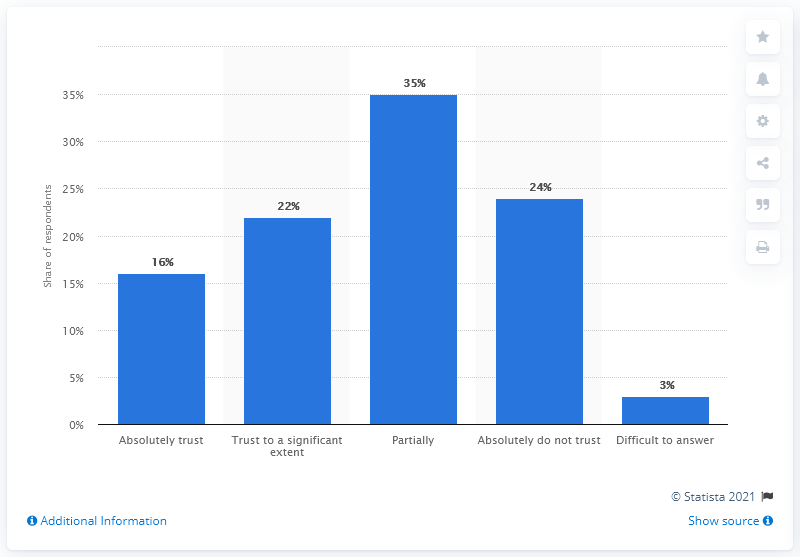 35%
30%
25%
20%
15%
10%
5%
0%
Share of respondents
16%
22%
35%
24%
3%
Absolutely trust
Trust to a significant
extent
Partially
Absolutely do not trust
Difficult to answer
© Statista 2021
Additional Information
Show source